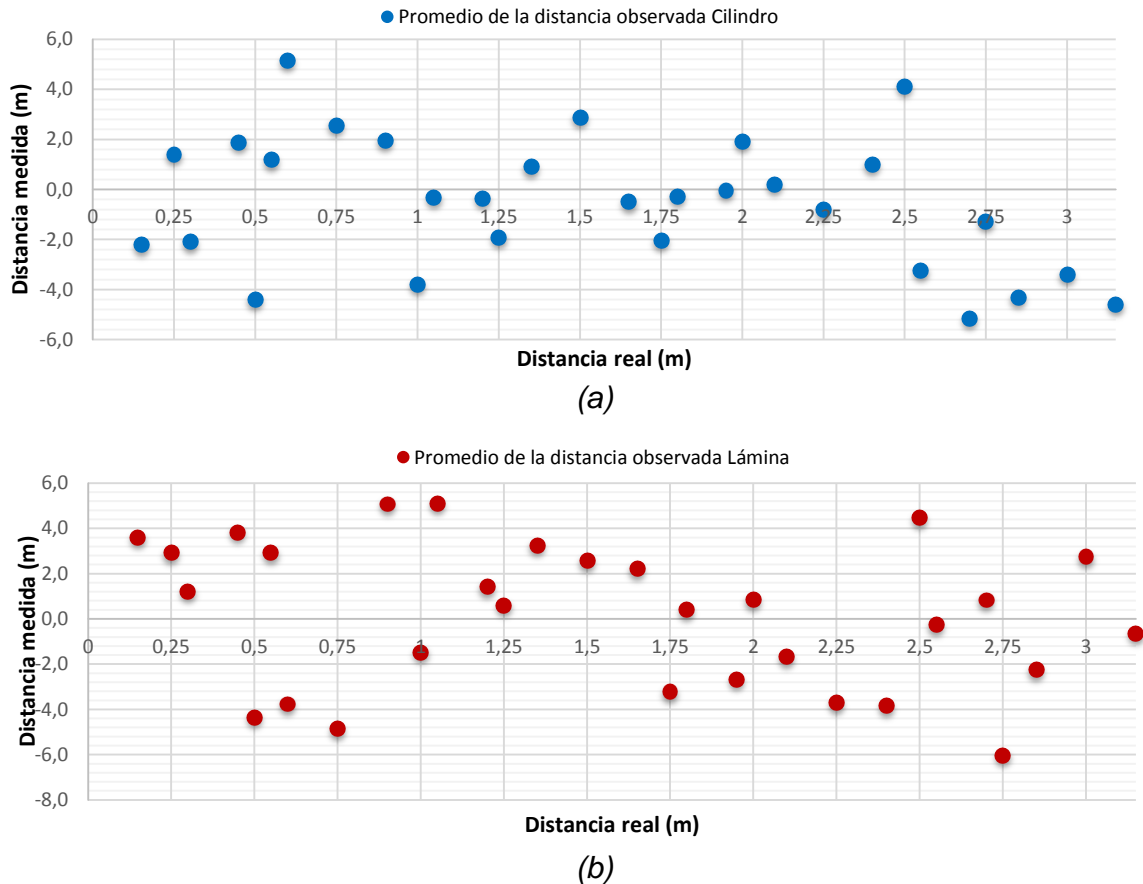 Promedio de la distancia observada Cilindro
6,0
4,0
2,0
0,0
-2,0
-4,0
-6,0
Distancia medida (m)
0 0,25 0,5 0,75 1 1,25 1,5 1,75 2 2,25 2,5 2,75 3
Distancia real (m)
(a)
Promedio de la distancia observada Lámina
6,0
4,0
2,0
0,0
-2,0
-4,0
-6,0
-8,0
Distancia medida (m)
0 0,25 0,5 0,75 1 1,25 1,5 1,75 2 2,25 2,5 2,75 3
Distancia real (m)
(b)